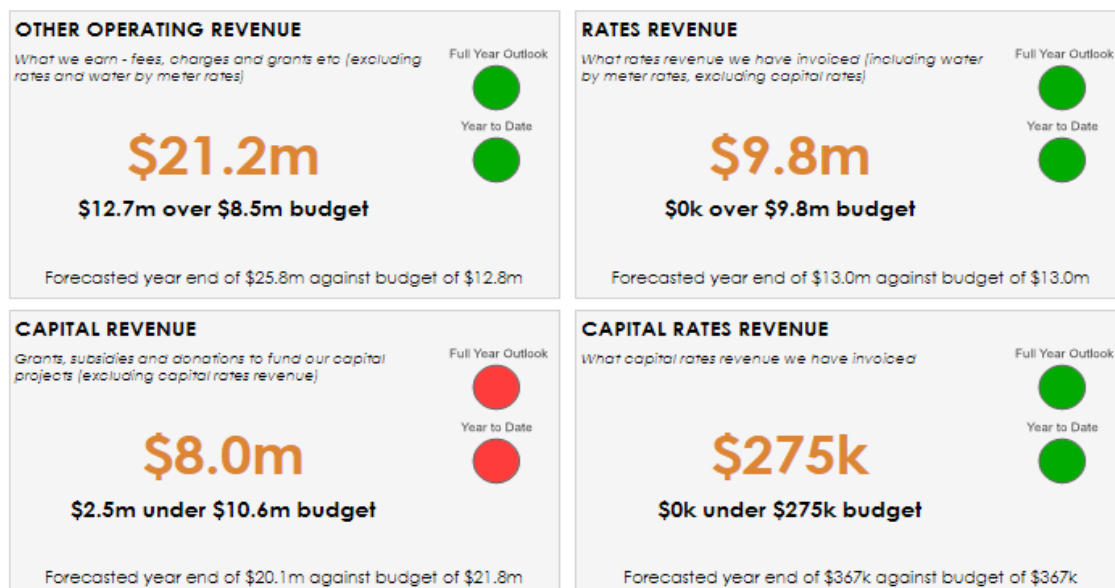 OTHER OPERATING REVENUE
What we earn - fees, charges and grants etc (excluding
rates and water by meter rates)
Full Year Outlook
Year to Date
$21.2m
$12.7m over $8.5m budget
Forecasted year end of $25.8m against budget of $12.8m
RATES REVENUE
What rates revenue we have invoiced (including water
by meter rates, excluding capital rates)
Full Year Outlook
Year to Date
$9.8m
$0k over $9.8m budget
Forecasted year end of $13.0m against budget of $13.0m
CAPITAL REVENUE
Grants, subsidies and donations to fund our capital
projects (excluding capital rates revenue)
Full Year Outlook
Year to Date
$8.0m
$2.5m under $10.6m budget
Forecasted year end of $20.1m against budget of $21.8m
CAPITAL RATES REVENUE
What capital rates revenue we have invoiced
Full Year Outlook
Year to Date
$275k
$0k under $275k budget
Forecasted year end of $367k against budget of $367k